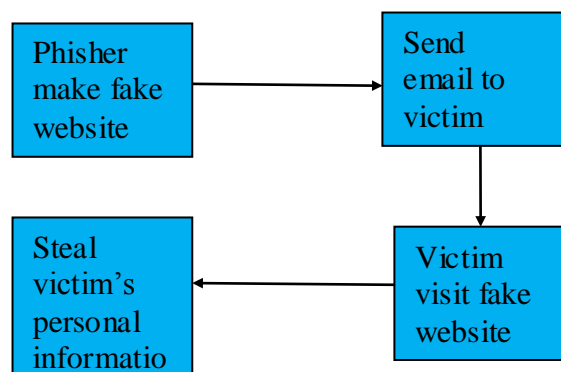 Phisher
make fake
website
Send
email to
victim
Victim
visit fake
website
Steal
victim's
personal
informatio